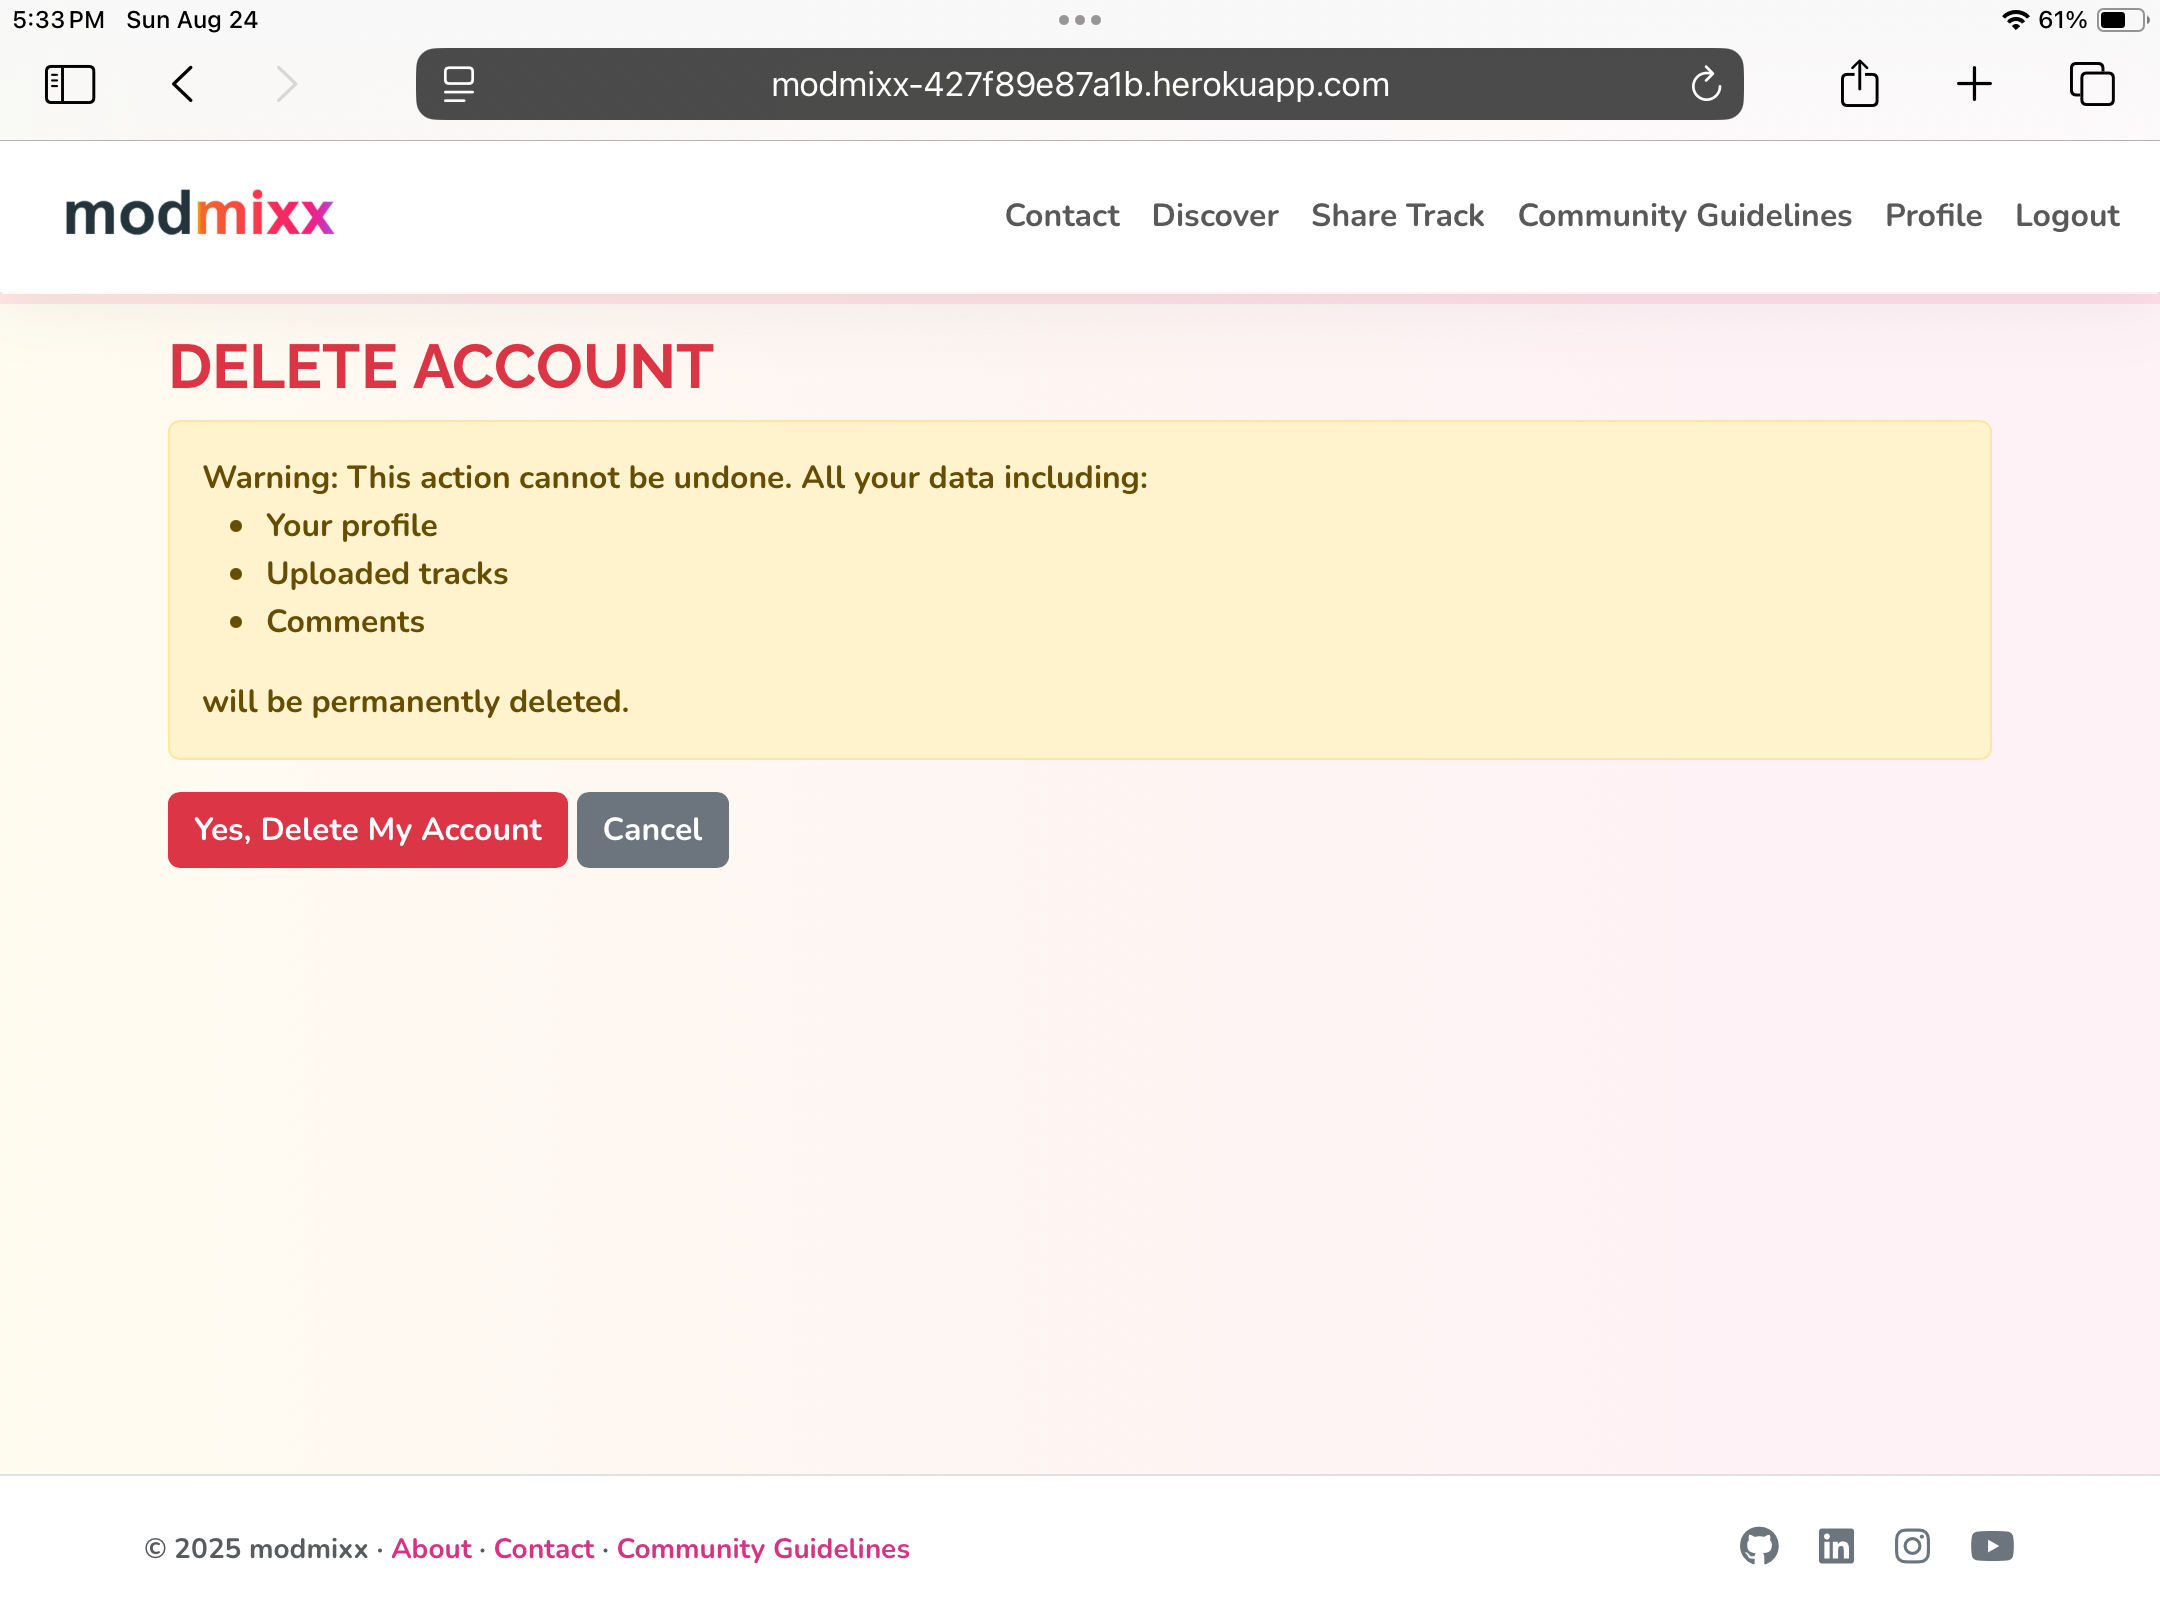 5:33 PM Sun Aug 24
61%
modmixx-427f89e87a1b.herokuapp.com
modmixx
Contact Discover Share Track Community Guidelines Profile Logout
DELETE ACCOUNT
Warning: This action cannot be undone. All your data including:
• Your profile
• Uploaded tracks
• Comments
will be permanently deleted.
Yes, Delete My Account Cancel
© 2025 modmixx · About · Contact · Community Guidelines